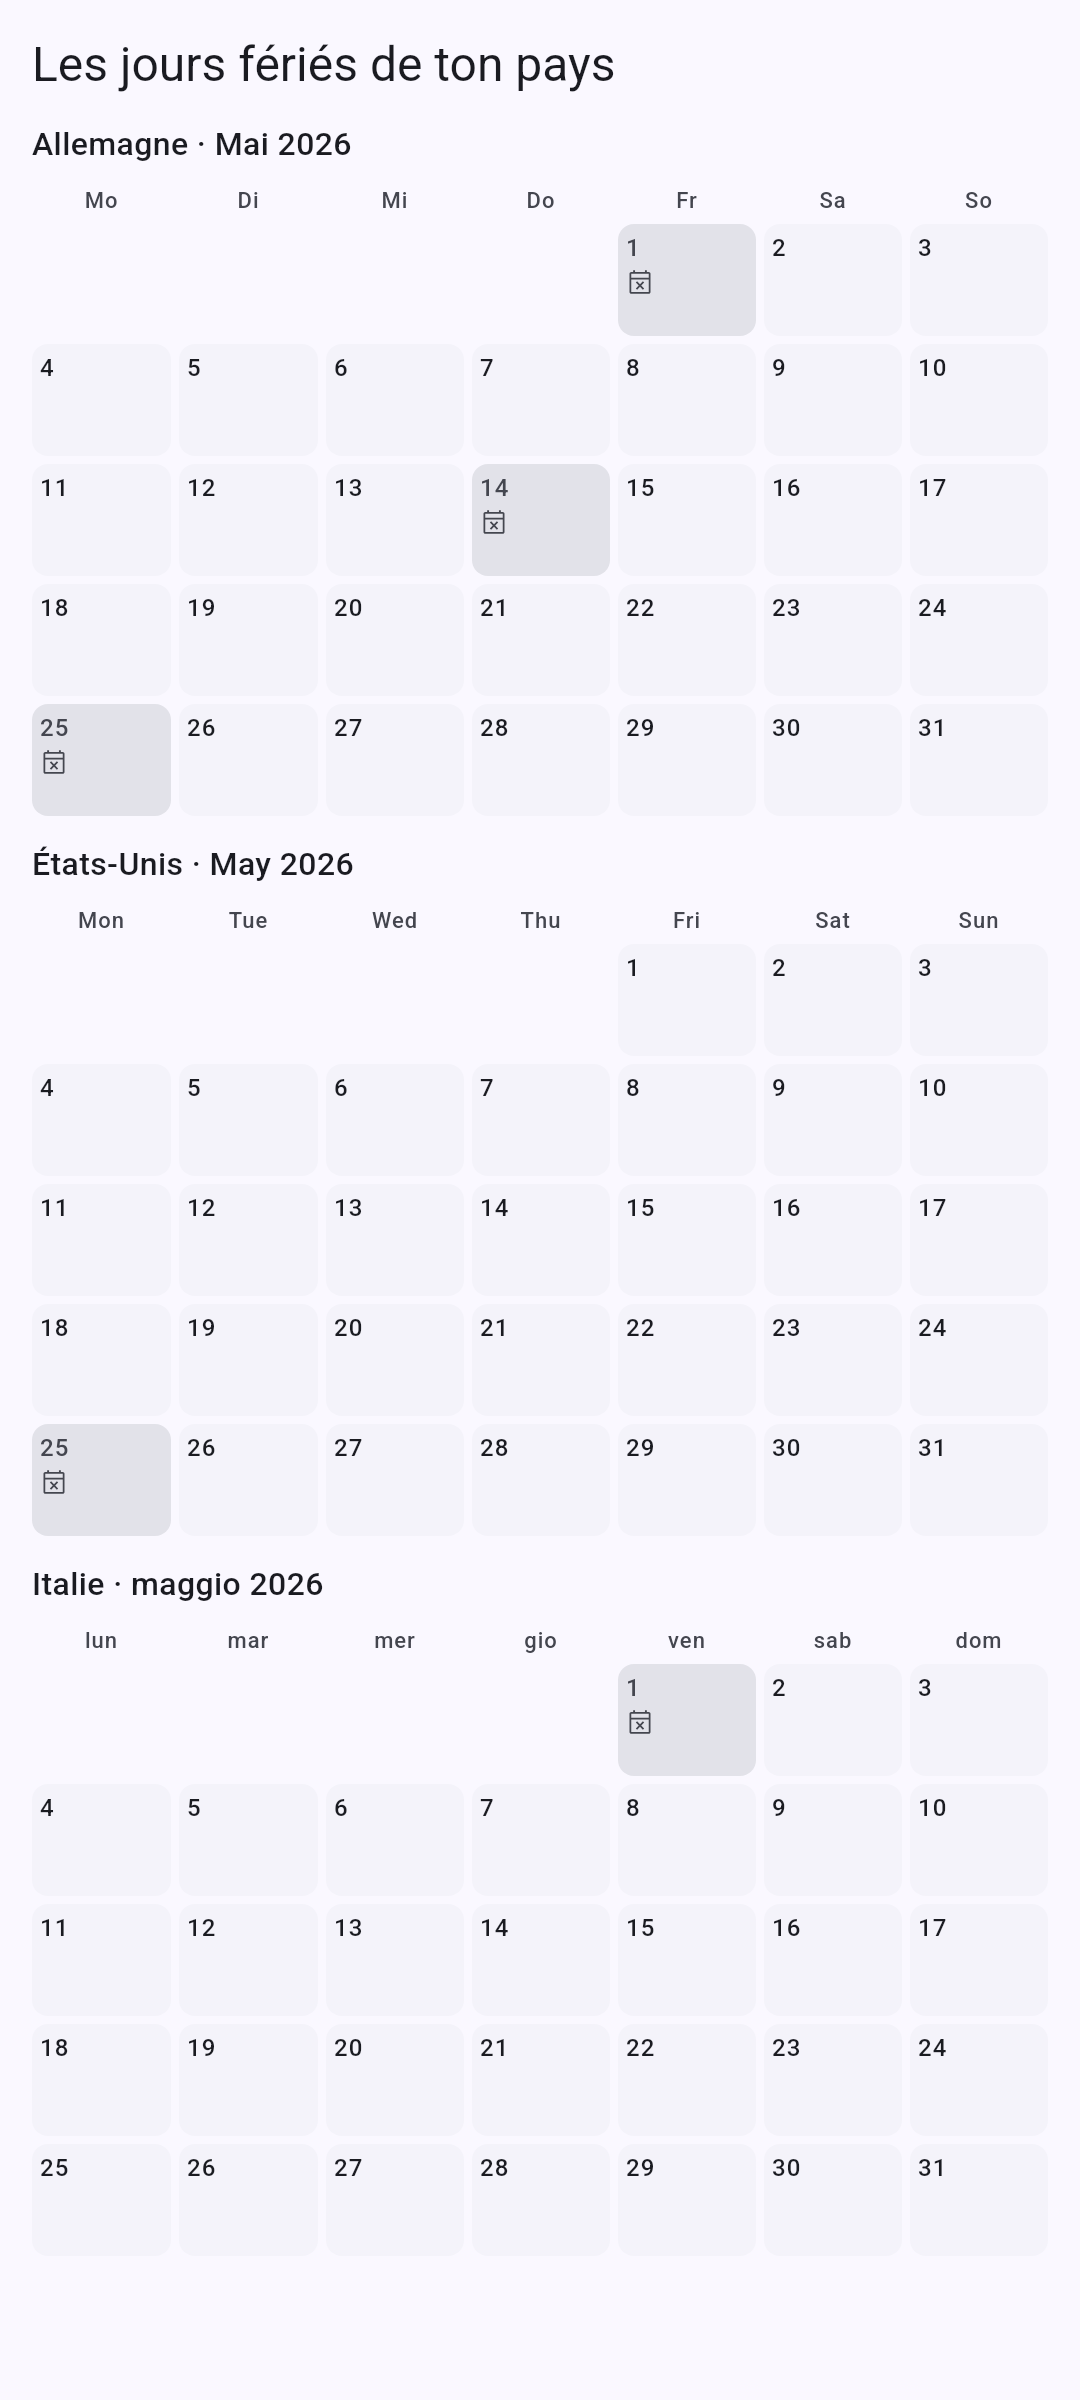 Les jours fériés de ton pays
Allemagne · Mai 2026
Mo Di Mi Do Fr Sa So
1 2 3
4 5 6 7 8 9 10
11 12 13 14 15 16 17
18 19 20 21 22 23 24
25 26 27 28 29 30 31
États-Unis · May 2026
Mon Tue Wed Thu Fri Sat Sun
1 2 3
4 5 6 7 8 9 10
11 12 13 14 15 16 17
18 19 20 21 22 23 24
25 26 27 28 29 30 31
Italie · maggio 2026
lun mar mer gio ven sab dom
1 2 3
4 5 6 7 8 9 10
11 12 13 14 15 16 17
18 19 20 21 22 23 24
25 26 27 28 29 30 31